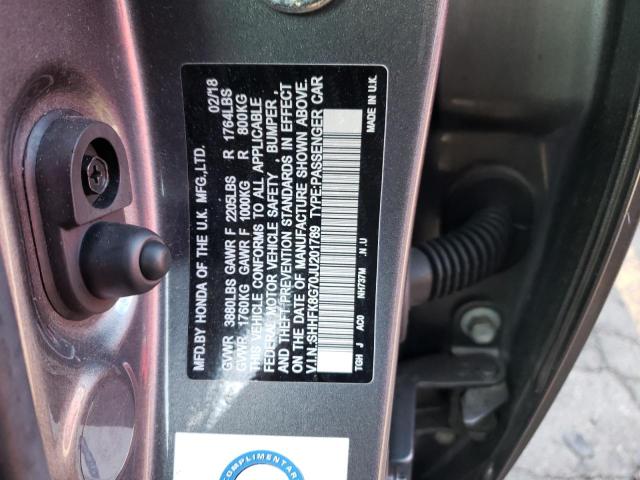 MFD.BY HONDA OF THE U.K. MFG.,LTD. 02/18
GVWR 3880LBS GAWR F 2205LBS R 1764LBS
GVWR 1760KG GAWR F 1000KG R 800KG
THIS VEHICLE CONFORMS TO ALL APPLICABLE
FEDERAL MOTOR VEHICLE SAFETY , BUMPER ,
AND THEFT PREVENTION STANDARDS IN EFFECT
ON THE DATE OF MANUFACTURE SHOWN ABOVE.
V.I.N.:SHHFK8G70JU201789 TYPE:PASSENGER CAR
TGH J AC0 NH737M .N.U MADE IN U.K.
COMPLIMENTARY